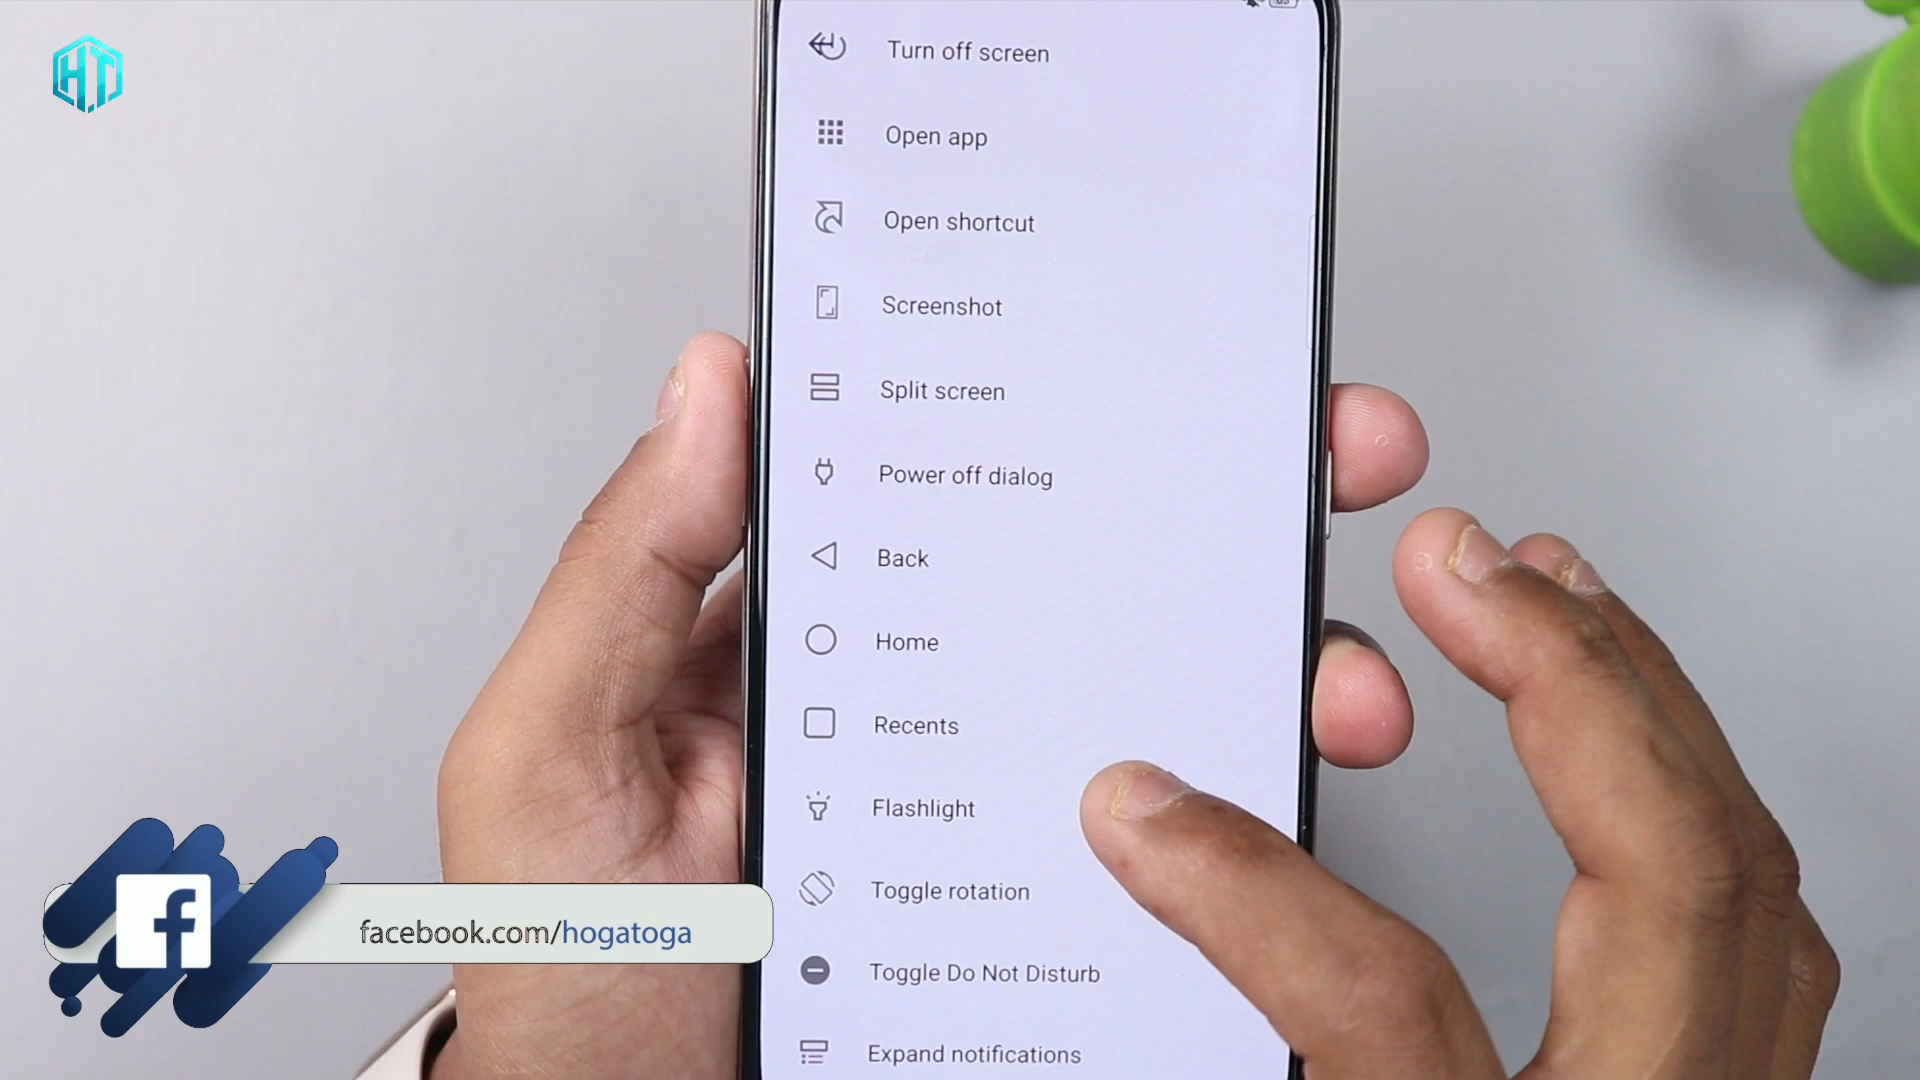 HT
Turn off screen
Open app
Open shortcut
Screenshot
Split screen
Power off dialog
Back
Home
Recents
Flashlight
Toggle rotation
Toggle Do Not Disturb
Expand notifications
facebook.com/hogatoga